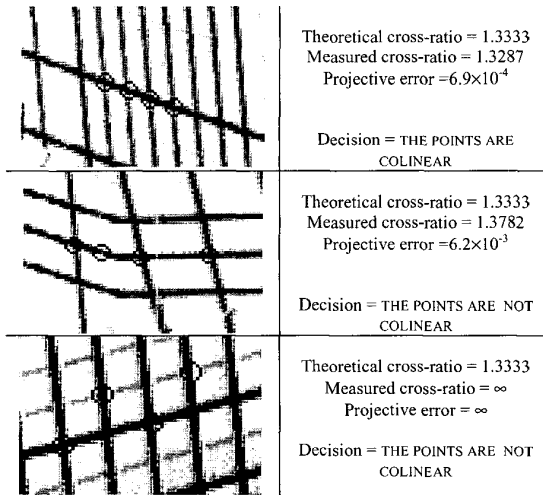 Theoretical cross-ratio = 1.3333
Measured cross-ratio = 1.3287
Projective error =6.9×10⁻⁴
Decision = THE POINTS ARE
COLINEAR
Theoretical cross-ratio = 1.3333
Measured cross-ratio = 1.3782
Projective error =6.2×10⁻³
Decision = THE POINTS ARE NOT
COLINEAR
Theoretical cross-ratio = 1.3333
Measured cross-ratio = ∞
Projective error = ∞
Decision = THE POINTS ARE NOT
COLINEAR